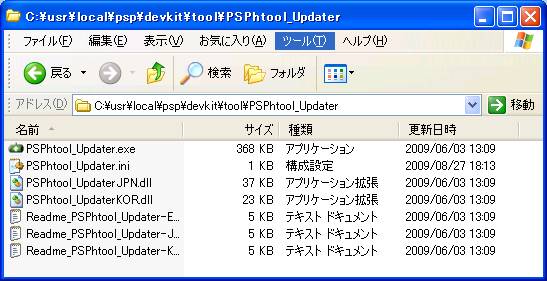 C:¥usr¥local¥psp¥devkit¥tool¥PSPhtool_Updater
ファイル(F) 編集(E) 表示(V) お気に入り(A) ツール(T) ヘルプ(H)
戻る 検索 フォルダ
アドレス(D) C:¥usr¥local¥psp¥devkit¥tool¥PSPhtool_Updater 移動
名前 サイズ 種類 更新日時
PSPhtool_Updater.exe 368 KB アプリケーション 2009/06/03 13:09
PSPhtool_Updater.ini 1 KB 構成設定 2009/08/27 18:13
PSPhtool_UpdaterJPN.dll 37 KB アプリケーション拡張 2009/06/03 13:09
PSPhtool_UpdaterKOR.dll 23 KB アプリケーション拡張 2009/06/03 13:09
Readme_PSPhtool_Updater-E... 5 KB テキスト ドキュメント 2009/06/03 13:09
Readme_PSPhtool_Updater-J... 5 KB テキスト ドキュメント 2009/06/03 13:09
Readme_PSPhtool_Updater-K... 5 KB テキスト ドキュメント 2009/06/03 13:09